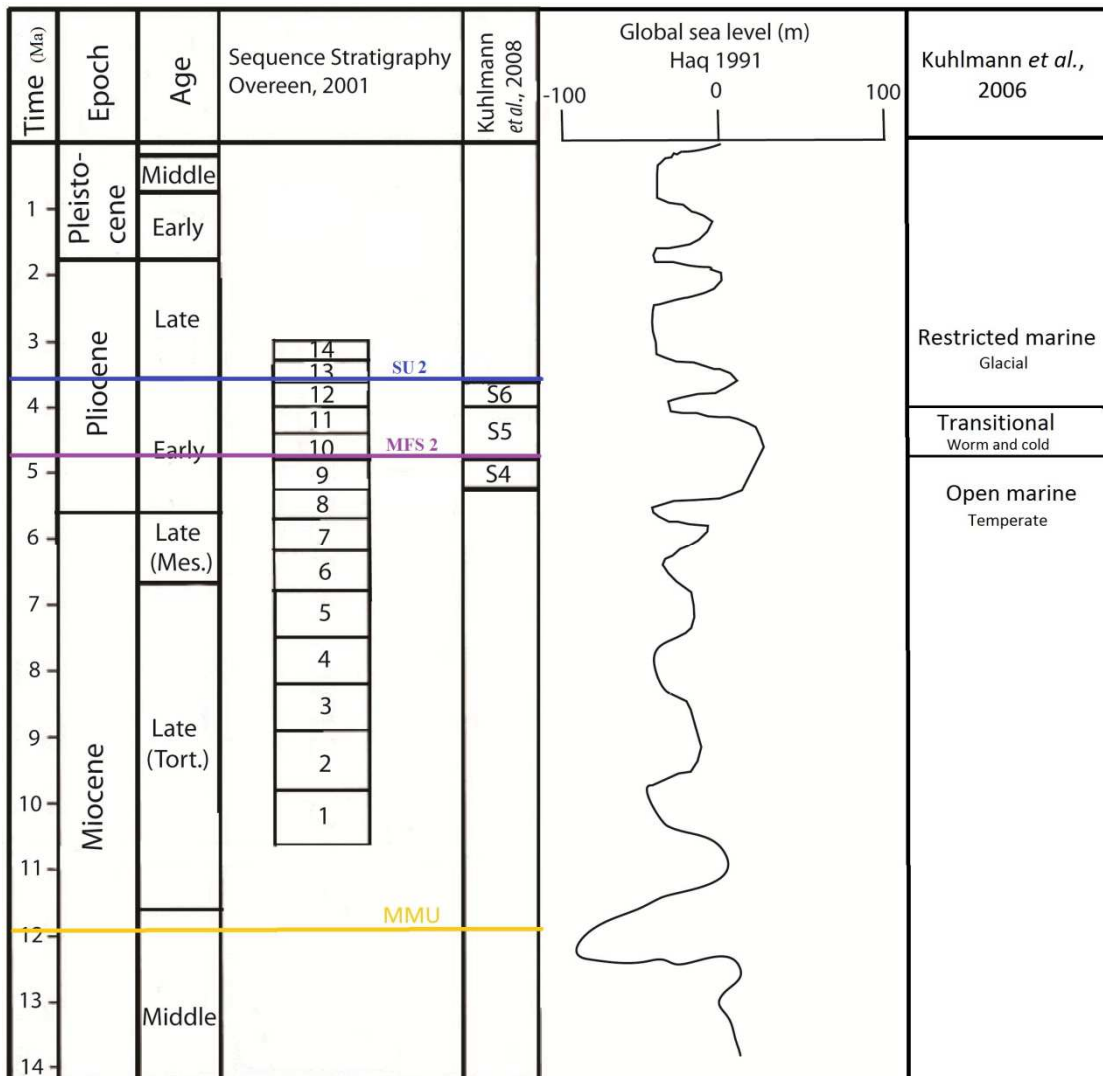 Time (Ma)
Epoch
Age
Sequence Stratigraphy
Overeen, 2001
Kuhlmann
et al., 2008
Global sea level (m)
Haq 1991
-100
0
100
Kuhlmann et al.,
2006
Pleisto-
cene
Pliocene
Miocene
Middle
Early
Late
Early
Late
(Mes.)
Late
(Tort.)
Middle
1
2
3
4
5
6
7
8
9
10
11
12
13
14
14
13
12
11
10
9
8
7
6
5
4
3
2
1
SU 2
MFS 2
MMU
S6
S5
S4
Restricted marine
Glacial
Transitional
Worm and cold
Open marine
Temperate